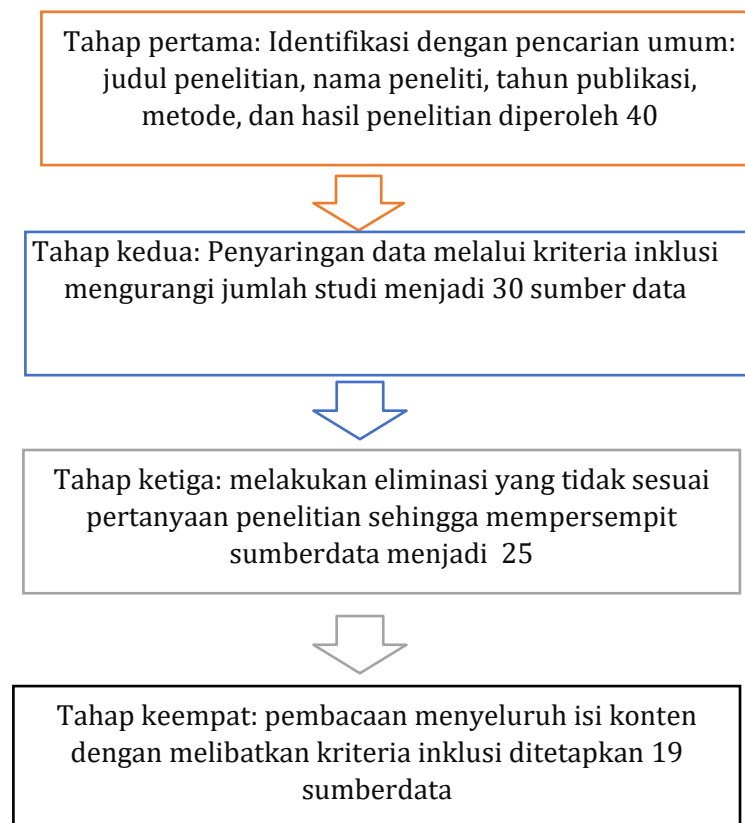 Tahap pertama: Identifikasi dengan pencarian umum:
judul penelitian, nama peneliti, tahun publikasi,
metode, dan hasil penelitian diperoleh 40
Tahap kedua: Penyaringan data melalui kriteria inklusi
mengurangi jumlah studi menjadi 30 sumber data
Tahap ketiga: melakukan eliminasi yang tidak sesuai
pertanyaan penelitian sehingga mempersempit
sumberdata menjadi  25
Tahap keempat: pembacaan menyeluruh isi konten
dengan melibatkan kriteria inklusi ditetapkan 19
sumberdata